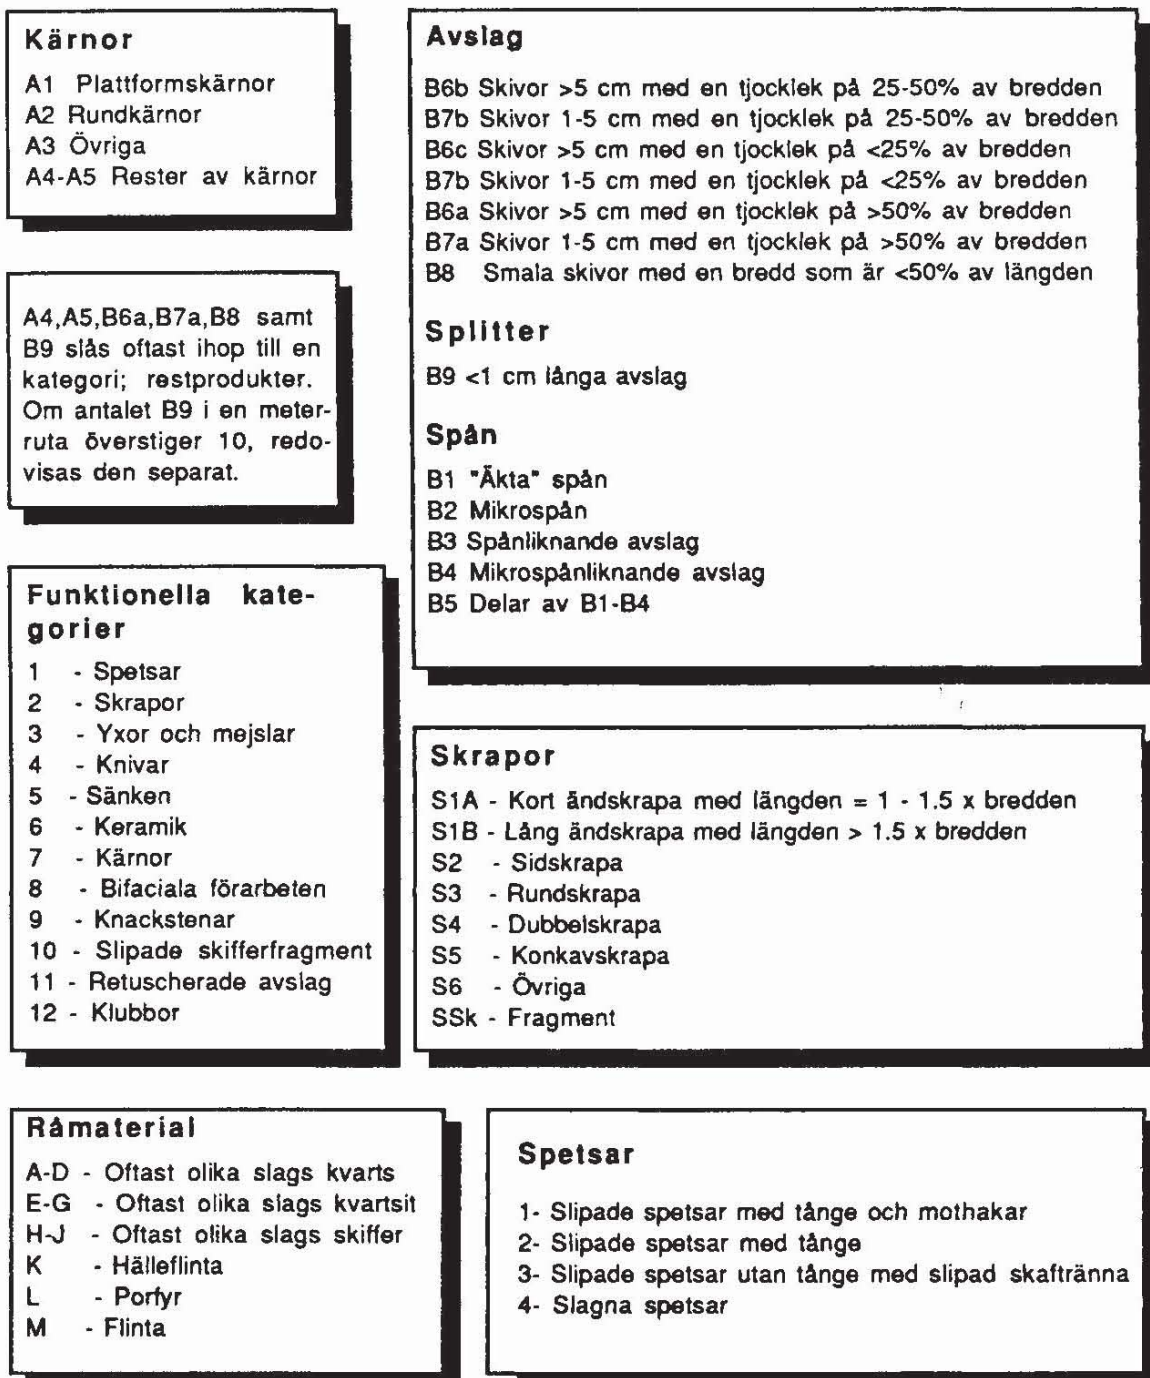 Kärnor
A1 Plattformskärnor
A2 Rundkärnor
A3 Övriga
A4-A5 Rester av kärnor
A4,A5,B6a,B7a,B8 samt
B9 slås oftast ihop till en
kategori; restprodukter.
Om antalet B9 i en meter-
ruta överstiger 10, redo-
visas den separat.
Avslag
B6b Skivor >5 cm med en tjocklek på 25-50% av bredden
B7b Skivor 1-5 cm med en tjocklek på 25-50% av bredden
B6c Skivor >5 cm med en tjocklek på <25% av bredden
B7b Skivor 1-5 cm med en tjocklek på <25% av bredden
B6a Skivor >5 cm med en tjocklek på >50% av bredden
B7a Skivor 1-5 cm med en tjocklek på >50% av bredden
B8 Smala skivor med en bredd som är <50% av längden
Splitter
B9 <1 cm långa avslag
Spån
B1 "Äkta" spån
B2 Mikrospån
B3 Spånliknande avslag
B4 Mikrospånliknande avslag
B5 Delar av B1-B4
Funktionella kate-
gorier
1 - Spetsar
2 - Skrapor
3 - Yxor och mejslar
4 - Knivar
5 - Sänken
6 - Keramik
7 - Kärnor
8 - Bifaciala förarbeten
9 - Knackstenar
10 - Slipade skifferfragment
11 - Retuscherade avslag
12 - Klubbor
Skrapor
S1A - Kort ändskrapa med längden = 1 - 1.5 x bredden
S1B - Lång ändskrapa med längden > 1.5 x bredden
S2 - Sidskrapa
S3 - Rundskrapa
S4 - Dubbelskrapa
S5 - Konkavskrapa
S6 - Övriga
SSk - Fragment
Råmaterial
A-D - Oftast olika slags kvarts
E-G - Oftast olika slags kvartsit
H-J - Oftast olika slags skiffer
K - Hälleflinta
L - Porfyr
M - Flinta
Spetsar
1- Slipade spetsar med tånge och mothakar
2- Slipade spetsar med tånge
3- Slipade spetsar utan tånge med slipad skaftränna
4- Slagna spetsar